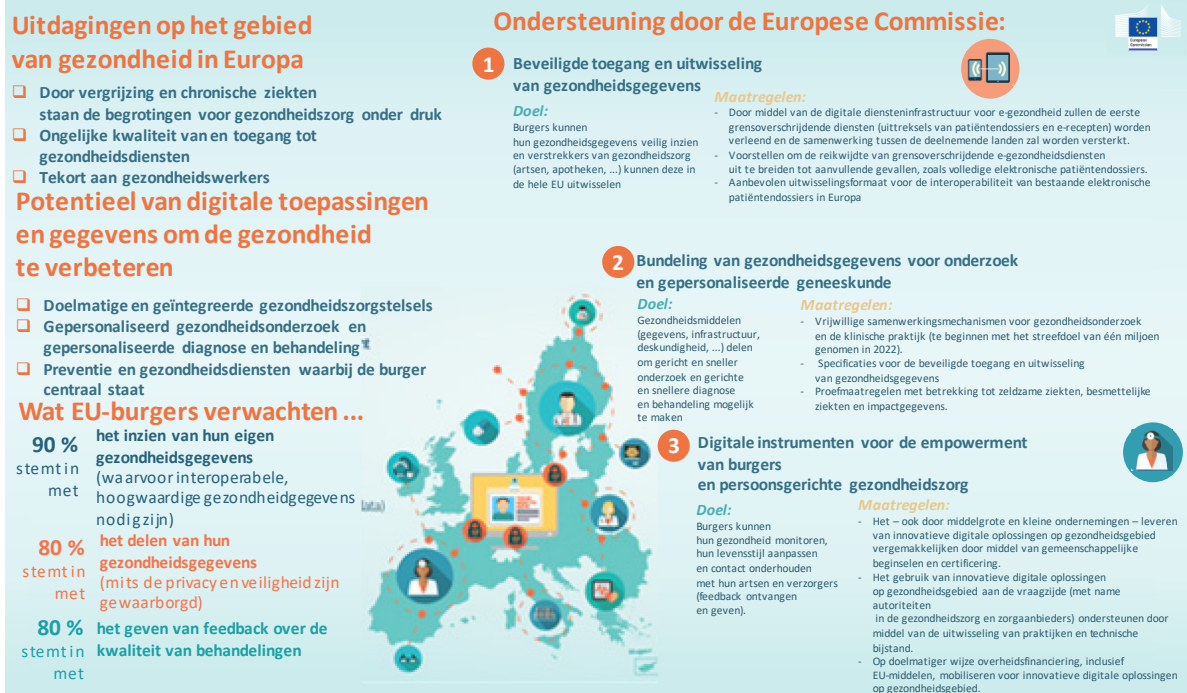 Uitdagingen op het gebied
van gezondheid in Europa
❑ Door vergrijzing en chronische ziekten
staan de begrotingen voor gezondheidszorg onder druk
❑ Ongelijke kwaliteit van en toegang tot
gezondheidsdiensten
❑ Tekort aan gezondheidswerkers
Potentieel van digitale toepassingen
en gegevens om de gezondheid
te verbeteren
❑ Doelmatige en geïntegreerde gezondheidszorgstelsels
❑ Gepersonaliseerd gezondheidsonderzoek en
gepersonaliseerde diagnose en behandeling
❑ Preventie en gezondheidsdiensten waarbij de burger
centraal staat
Wat EU-burgers verwachten ...
90 %
stemt in
met
het inzien van hun eigen
gezondheidsgegevens
(waarvoor interoperabele,
hoogwaardige gezondheidgegevens
nodig zijn)
80 %
stemt in
met
het delen van hun
gezondheidsgegevens
(mits de privacy en veiligheid zijn
gewaarborgd)
80 %
stemt in
met
het geven van feedback over de
kwaliteit van behandelingen
data)
Ondersteuning door de Europese Commissie:
Europese
Commissie
1
Beveiligde toegang en uitwisseling
van gezondheidsgegevens
Doel:
Burgers kunnen
hun gezondheidsgegevens veilig inzien
en verstrekkers van gezondheidszorg
(artsen, apotheken, ...) kunnen deze in
de hele EU uitwisselen
Maatregelen:
- Door middel van de digitale diensteninfrastructuur voor e-gezondheid zullen de eerste
grensoverschrijdende diensten (uittreksels van patiëntendossiers en e-recepten) worden
verleend en de samenwerking tussen de deelnemende landen zal worden versterkt.
- Voorstellen om de reikwijdte van grensoverschrijdende e-gezondheidsdiensten
uit te breiden tot aanvullende gevallen, zoals volledige elektronische patiëntendossiers.
- Aanbevolen uitwisselingsformaat voor de interoperabiliteit van bestaande elektronische
patiëntendossiers in Europa
2
Bundeling van gezondheidsgegevens voor onderzoek
en gepersonaliseerde geneeskunde
Doel:
Gezondheidsmiddelen
(gegevens, infrastructuur,
deskundigheid, ...) delen
om gericht en sneller
onderzoek en gerichte
en snellere diagnose
en behandeling mogelijk
te maken
Maatregelen:
- Vrijwillige samenwerkingsmechanismen voor gezondheidsonderzoek
en de klinische praktijk (te beginnen met het streefdoel van één miljoen
genomen in 2022).
- Specificaties voor de beveiligde toegang en uitwisseling
van gezondheidsgegevens
- Proefmaatregelen met betrekking tot zeldzame ziekten, besmettelijke
ziekten en impactgegevens.
3
Digitale instrumenten voor de empowerment
van burgers
en persoonsgerichte gezondheidszorg
Doel:
Burgers kunnen
hun gezondheid monitoren,
hun levensstijl aanpassen
en contact onderhouden
met hun artsen en verzorgers
(feedback ontvangen
en geven).
Maatregelen:
- Het – ook door middelgrote en kleine ondernemingen – leveren
van innovatieve digitale oplossingen op gezondheidsgebied
vergemakkelijken door middel van gemeenschappelijke
beginselen en certificering.
- Het gebruik van innovatieve digitale oplossingen
op gezondheidsgebied aan de vraagzijde (met name
autoriteiten
in de gezondheidszorg en zorgaanbieders) ondersteunen door
middel van de uitwisseling van praktijken en technische
bijstand.
- Op doelmatiger wijze overheidsfinanciering, inclusief
EU-middelen, mobiliseren voor innovatieve digitale oplossingen
op gezondheidsgebied.